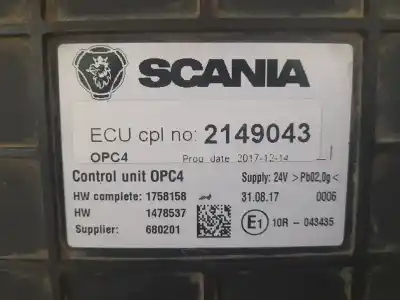 SCANIA
ECU cpl no: 2149043
OPC4 Prod date 2017-12-14
Control unit OPC4 Supply: 24V >Pb02,0g<
HW complete: 1758158 31.08.17 0006
HW 1478537
Supplier: 680201 E1 10R - 043435